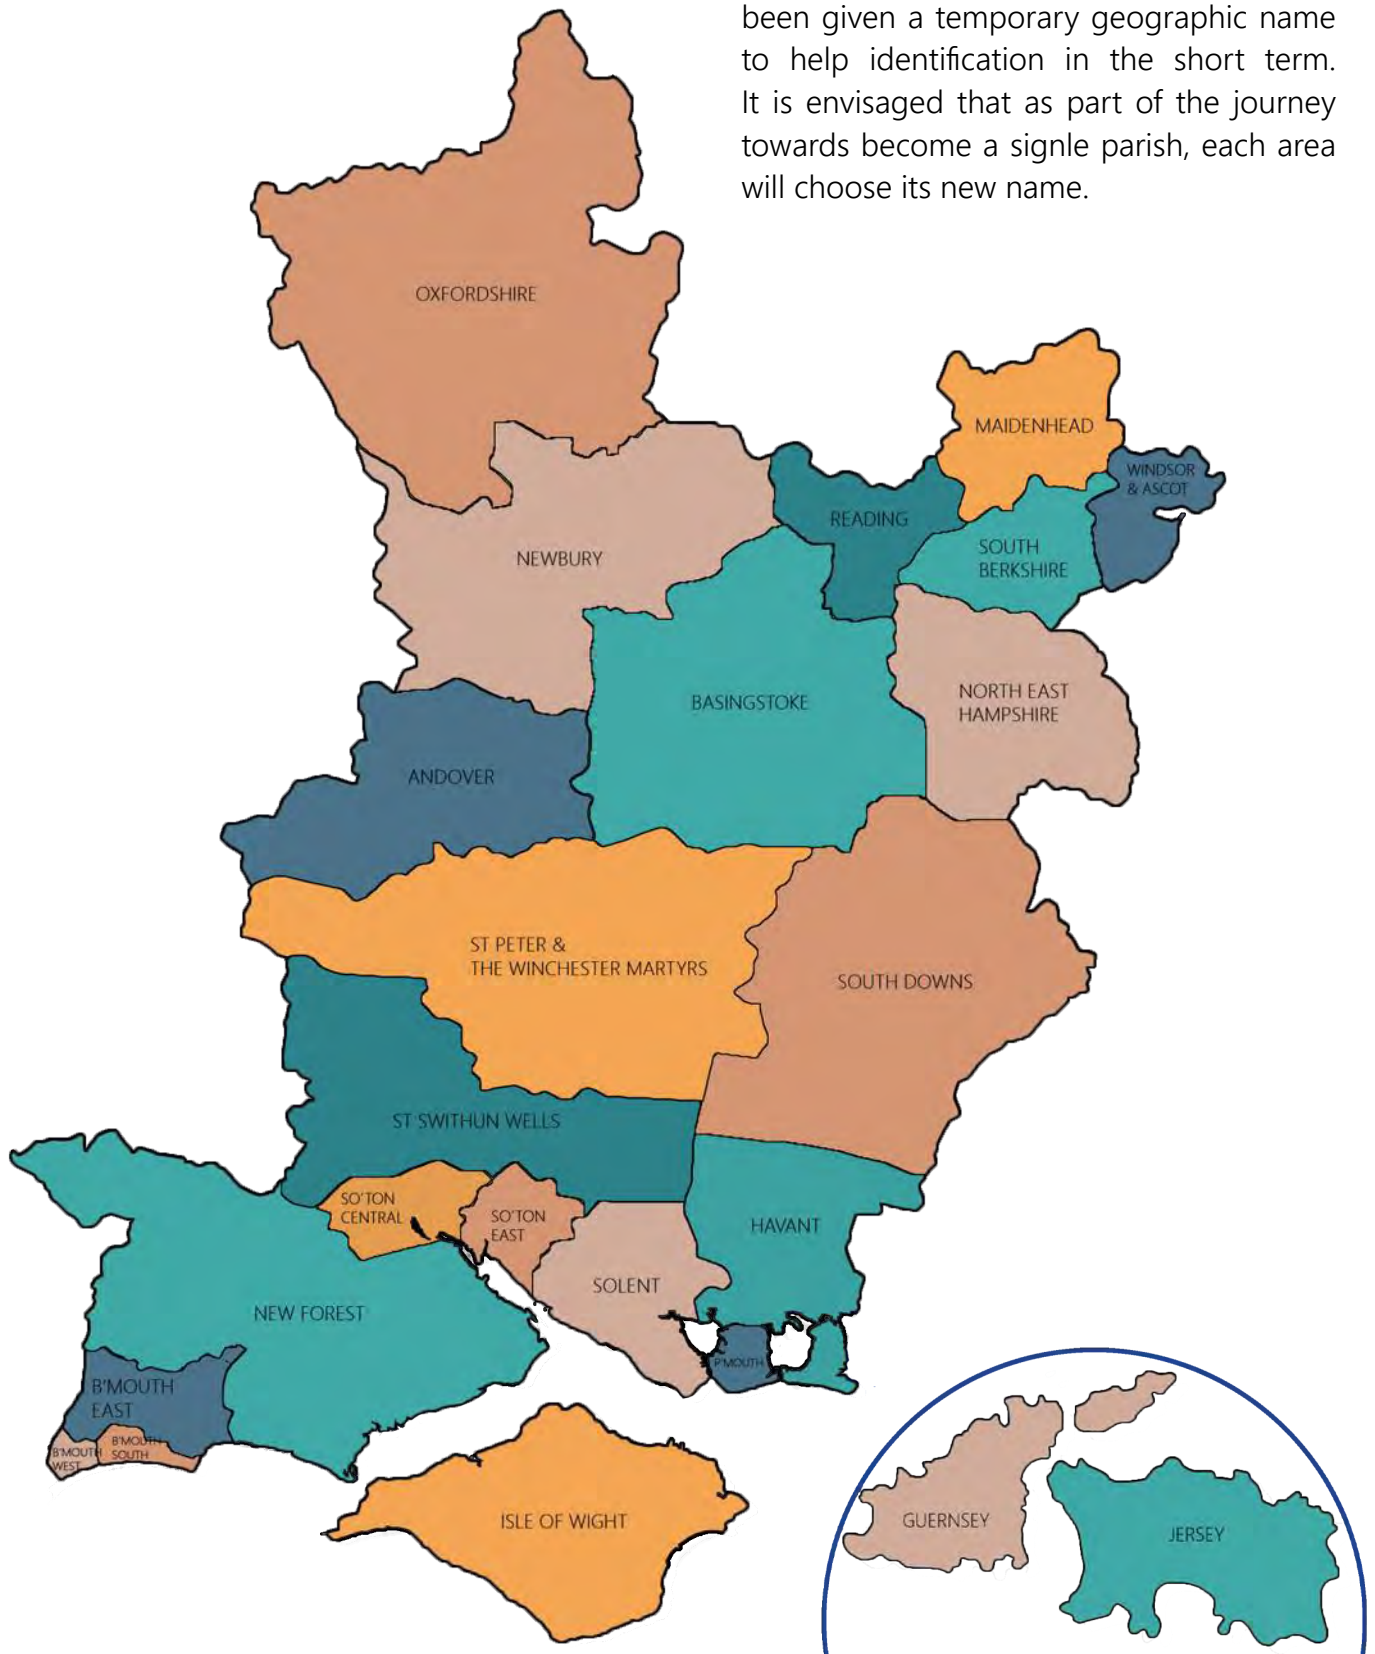 been given a temporary geographic name
to help identification in the short term.
It is envisaged that as part of the journey
towards become a signle parish, each area
will choose its new name.
OXFORDSHIRE
MAIDENHEAD
WINDSOR
& ASCOT
READING
SOUTH
BERKSHIRE
NEWBURY
BASINGSTOKE
NORTH EAST
HAMPSHIRE
ANDOVER
ST PETER &
THE WINCHESTER MARTYRS
SOUTH DOWNS
ST SWITHUN WELLS
SO'TON
CENTRAL
SO'TON
EAST
HAVANT
SOLENT
NEW FOREST
P'MOUTH
B'MOUTH
EAST
B'MOUTH
SOUTH
B'MOUTH
WEST
ISLE OF WIGHT
GUERNSEY
JERSEY